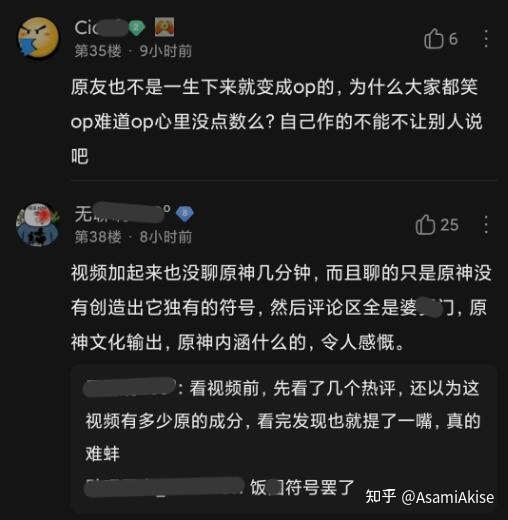 Cic
2
第35楼 · 9小时前
6
原友也不是一生下来就变成op的, 为什么大家都笑
op难道op心里没点数么? 自己作的不能不让别人说
吧
无
8
第38楼 · 8小时前
25
视频加起来也没聊原神几分钟, 而且聊的只是原神没
有创造出它独有的符号, 然后评论区全是婆门, 原
神文化输出, 原神内涵什么的, 令人感慨。
: 看视频前, 先看了几个热评, 还以为这
视频有多少原的成分, 看完发现也就提了一嘴, 真的
难蚌
: 饭符号罢了
知乎 @AsamiAkise